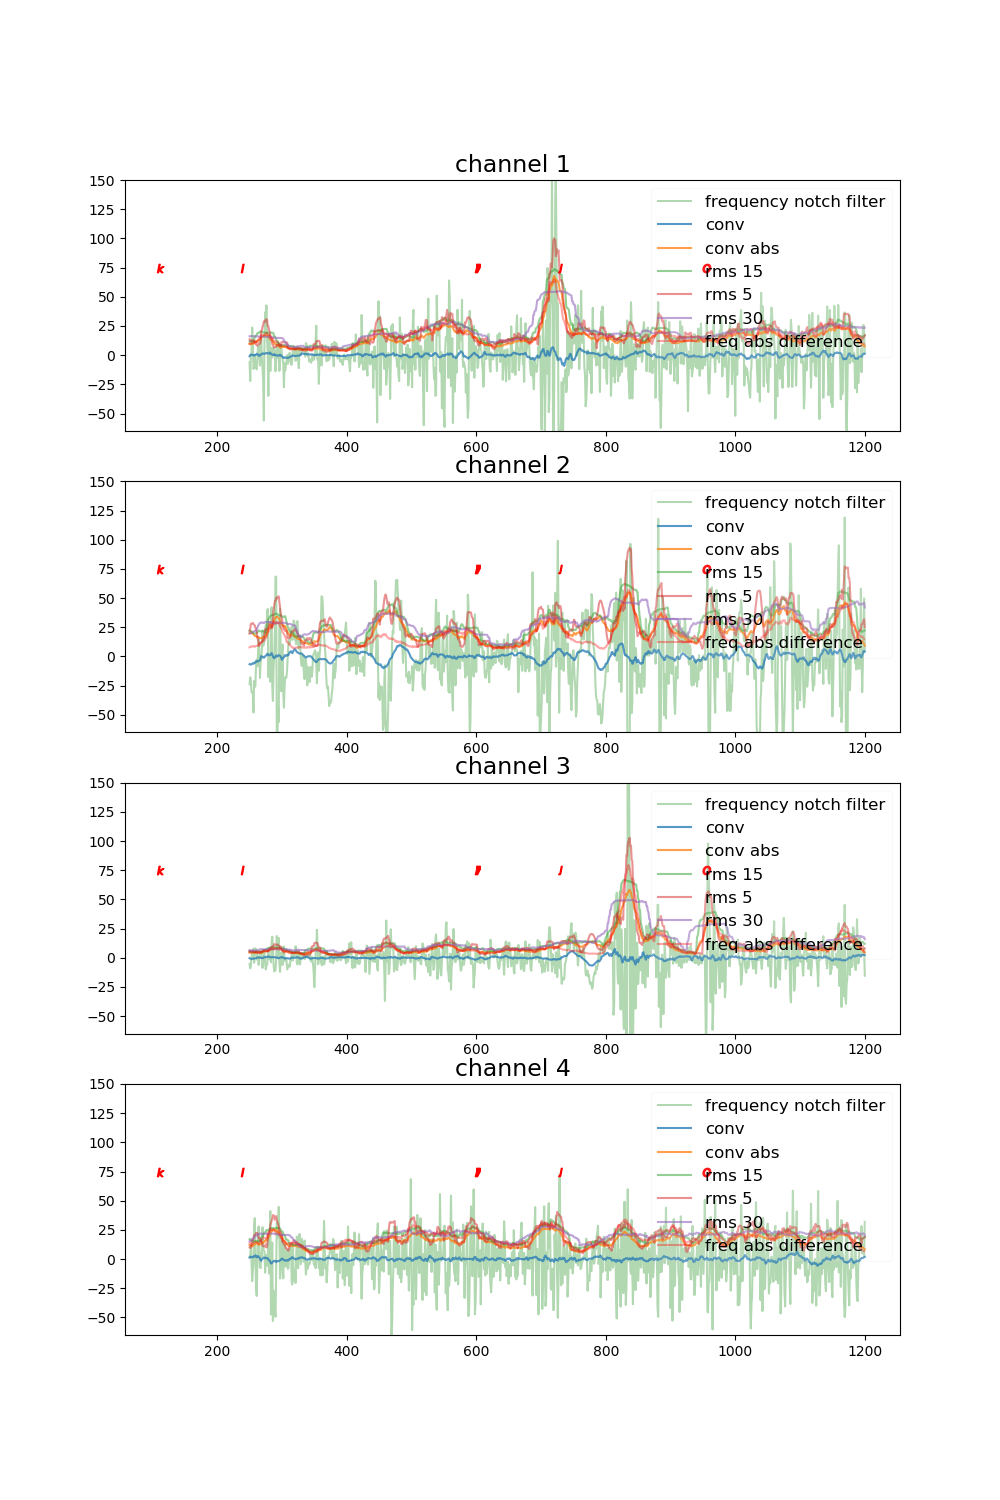 channel 1
150
125
100
75
50
25
0
−25
−50
k
l
J
o
frequency notch filter
conv
conv abs
rms 15
rms 5
rms 30
freq abs difference
200 400 600 800 1000 1200
channel 2
150
125
100
75
50
25
0
−25
−50
k
l
J
o
frequency notch filter
conv
conv abs
rms 15
rms 5
rms 30
freq abs difference
200 400 600 800 1000 1200
channel 3
150
125
100
75
50
25
0
−25
−50
k
l
J
o
frequency notch filter
conv
conv abs
rms 15
rms 5
rms 30
freq abs difference
200 400 600 800 1000 1200
channel 4
150
125
100
75
50
25
0
−25
−50
k
l
J
o
frequency notch filter
conv
conv abs
rms 15
rms 5
rms 30
freq abs difference
200 400 600 800 1000 1200